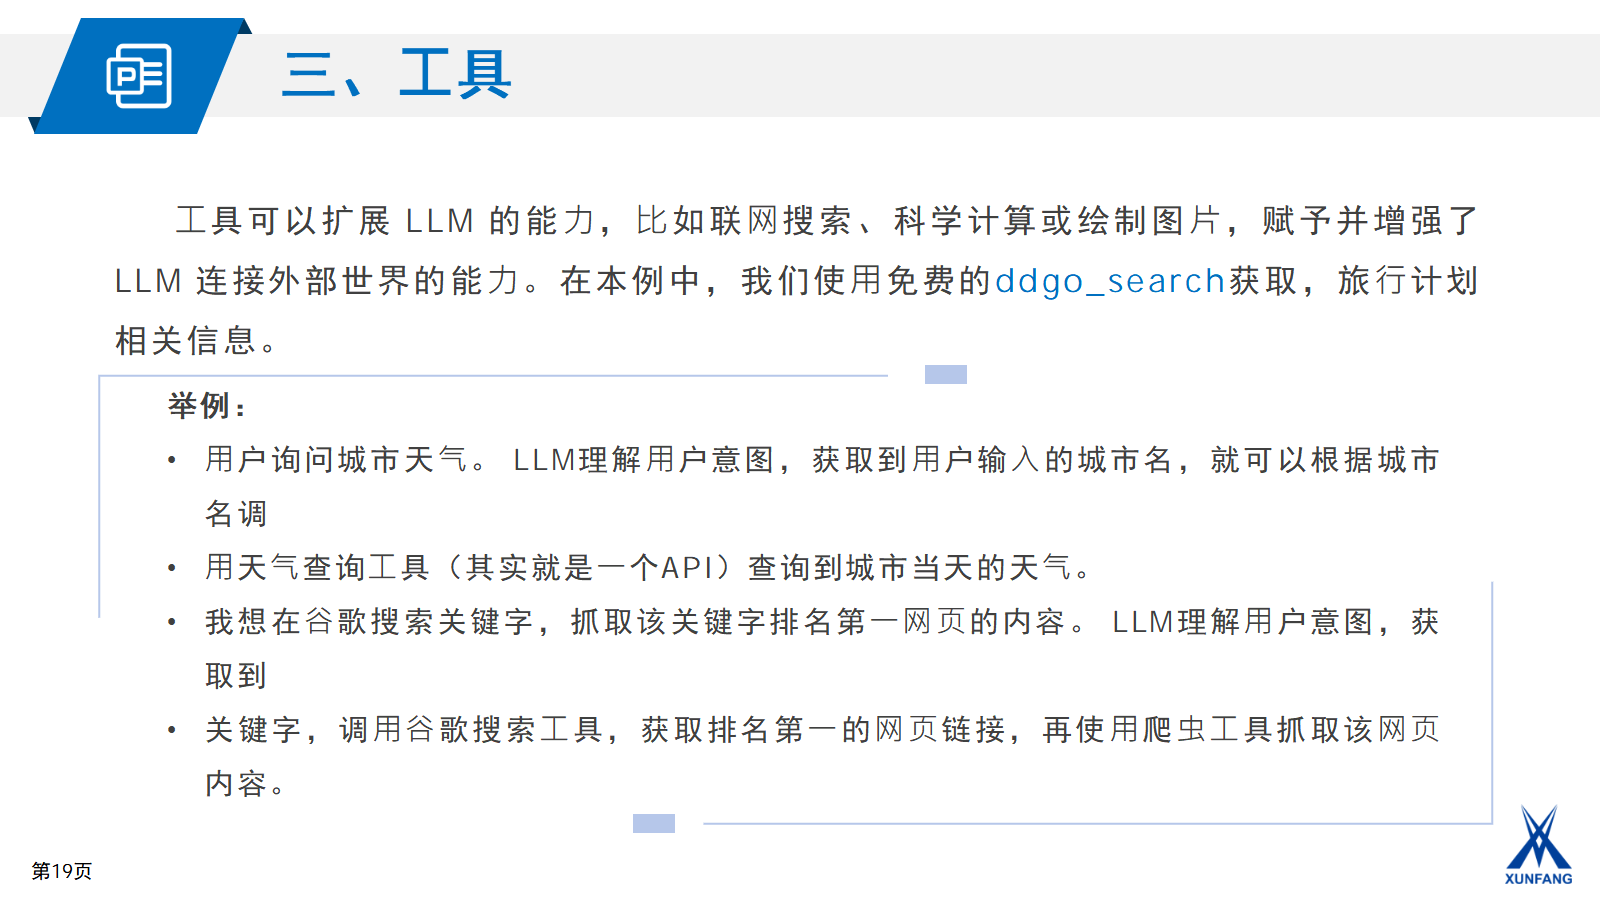 三、工具
工具可以扩展 LLM 的能力，比如联网搜索、科学计算或绘制图片，赋予并增强了
LLM 连接外部世界的能力。在本例中，我们使用免费的ddgo_search获取，旅行计划
相关信息。
举例：
• 用户询问城市天气。 LLM理解用户意图，获取到用户输入的城市名，就可以根据城市
名调
• 用天气查询工具（其实就是一个API）查询到城市当天的天气。
• 我想在谷歌搜索关键字，抓取该关键字排名第一网页的内容。 LLM理解用户意图，获
取到
• 关键字，调用谷歌搜索工具，获取排名第一的网页链接，再使用爬虫工具抓取该网页
内容。
第19页
XUNFANG